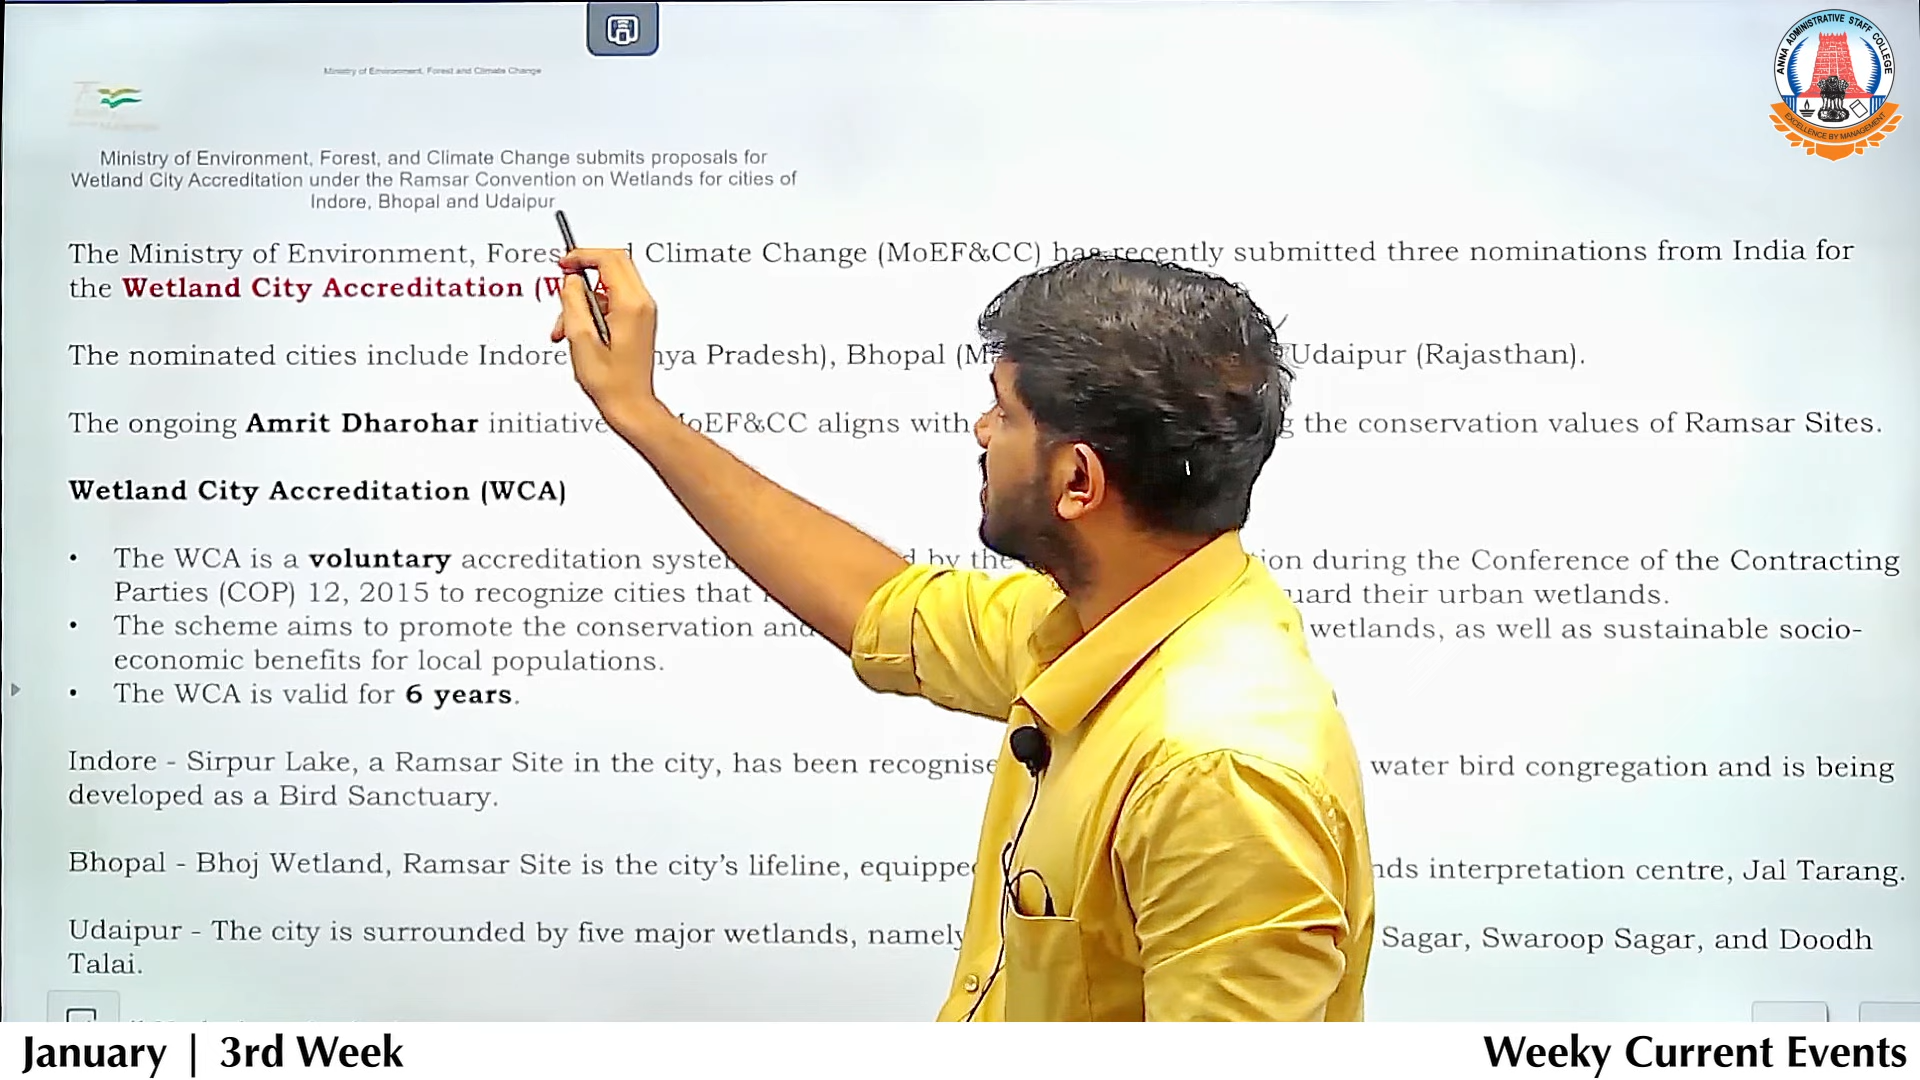 ANNA ADMINISTRATIVE STAFF COLLEGE
EXCELLENCE BY MANAGEMENT
Ministry of Environment, Forest and Climate Change
Ministry of Environment, Forest, and Climate Change submits proposals for
Wetland City Accreditation under the Ramsar Convention on Wetlands for cities of
Indore, Bhopal and Udaipur
The Ministry of Environment, Climate Change (MoEF&CC) has recently submitted three nominations from India for
the Wetland City Accreditation
The nominated cities include Indore Pradesh), Bhopal Udaipur (Rajasthan).
The ongoing Amrit Dharohar initiative MoEF&CC aligns with the conservation values of Ramsar Sites.
Wetland City Accreditation (WCA)
• The WCA is a voluntary accreditation by the during the Conference of the Contracting
Parties (COP) 12, 2015 to recognize cities that their urban wetlands.
• The scheme aims to promote the conservation and wetlands, as well as sustainable socio-
economic benefits for local populations.
• The WCA is valid for 6 years.
Indore - Sirpur Lake, a Ramsar Site in the city, has been water bird congregation and is being
developed as a Bird Sanctuary.
Bhopal - Bhoj Wetland, Ramsar Site is the city's lifeline, interpretation centre, Jal Tarang.
Udaipur - The city is surrounded by five major wetlands, namely Sagar, Swaroop Sagar, and Doodh
Talai.
January | 3rd Week
Weeky Current Events